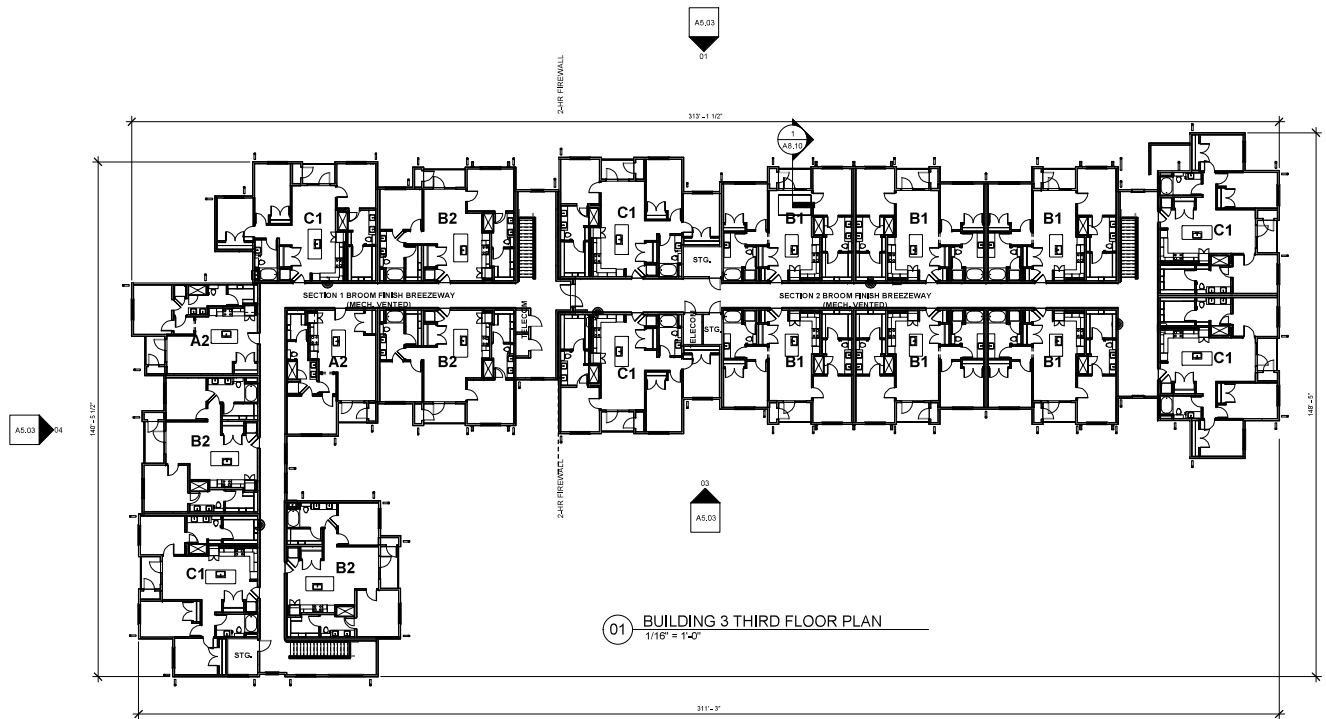 A5.03
01
2-HR FIREWALL
313'-1 1/2"
1
A8.10
C1
B2
C1
B1
B1
B1
C1
STG.
SECTION 1 BROOM FINISH BREEZEWAY
(MECH. VENTED)
SECTION 2 BROOM FINISH BREEZEWAY
(MECH. VENTED)
A2
A2
B2
TELECOM
C1
ELECOM
STG.
B1
B1
B1
C1
140'-5 1/2"
148'-5"
A5.03
04
B2
2-HR FIREWALL
03
A5.03
C1
B2
STG.
01
BUILDING 3 THIRD FLOOR PLAN
1/16" = 1'-0"
311'-3"